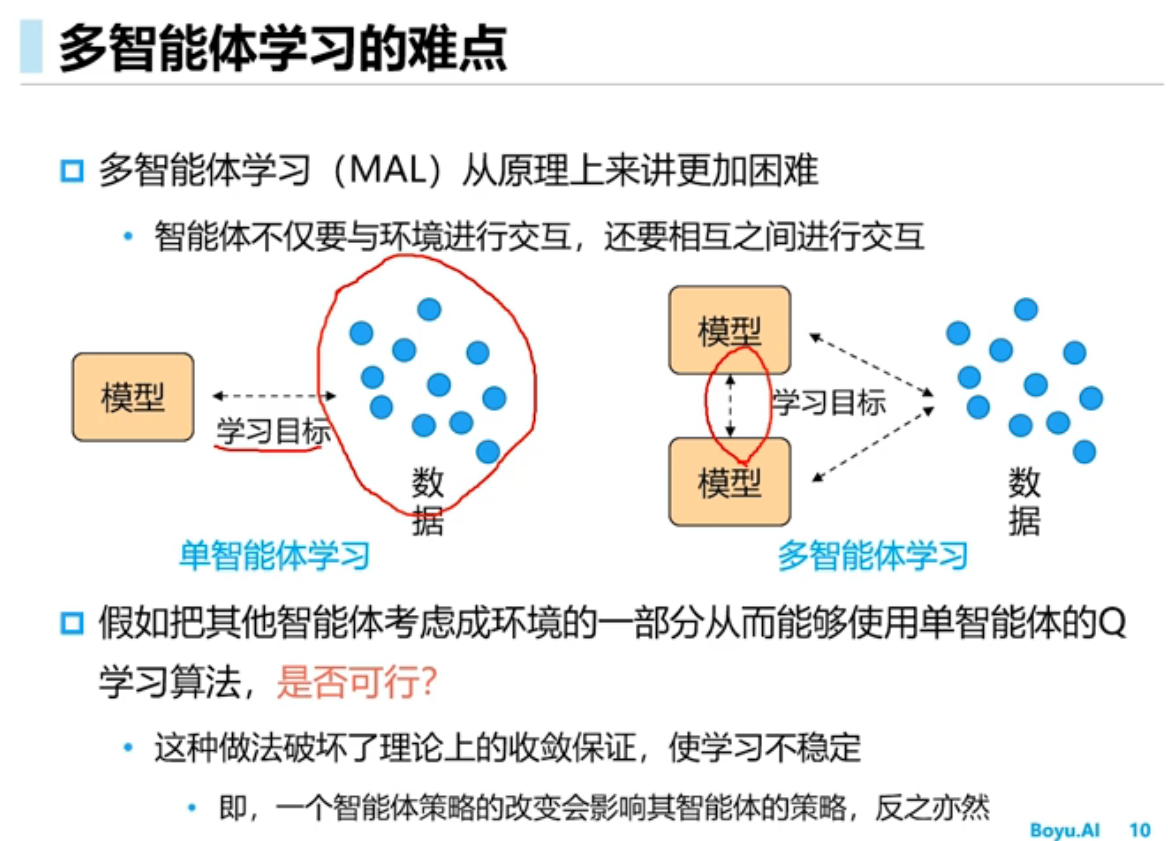 多智能体学习的难点
多智能体学习（MAL）从原理上来讲更加困难
智能体不仅要与环境进行交互，还要相互之间进行交互
模型
学习目标
数
据
单智能体学习
模型
学习目标
模型
数
据
多智能体学习
假如把其他智能体考虑成环境的一部分从而能够使用单智能体的Q
学习算法，是否可行？
这种做法破坏了理论上的收敛保证，使学习不稳定
即，一个智能体策略的改变会影响其智能体的策略，反之亦然
Boyu.AI 10